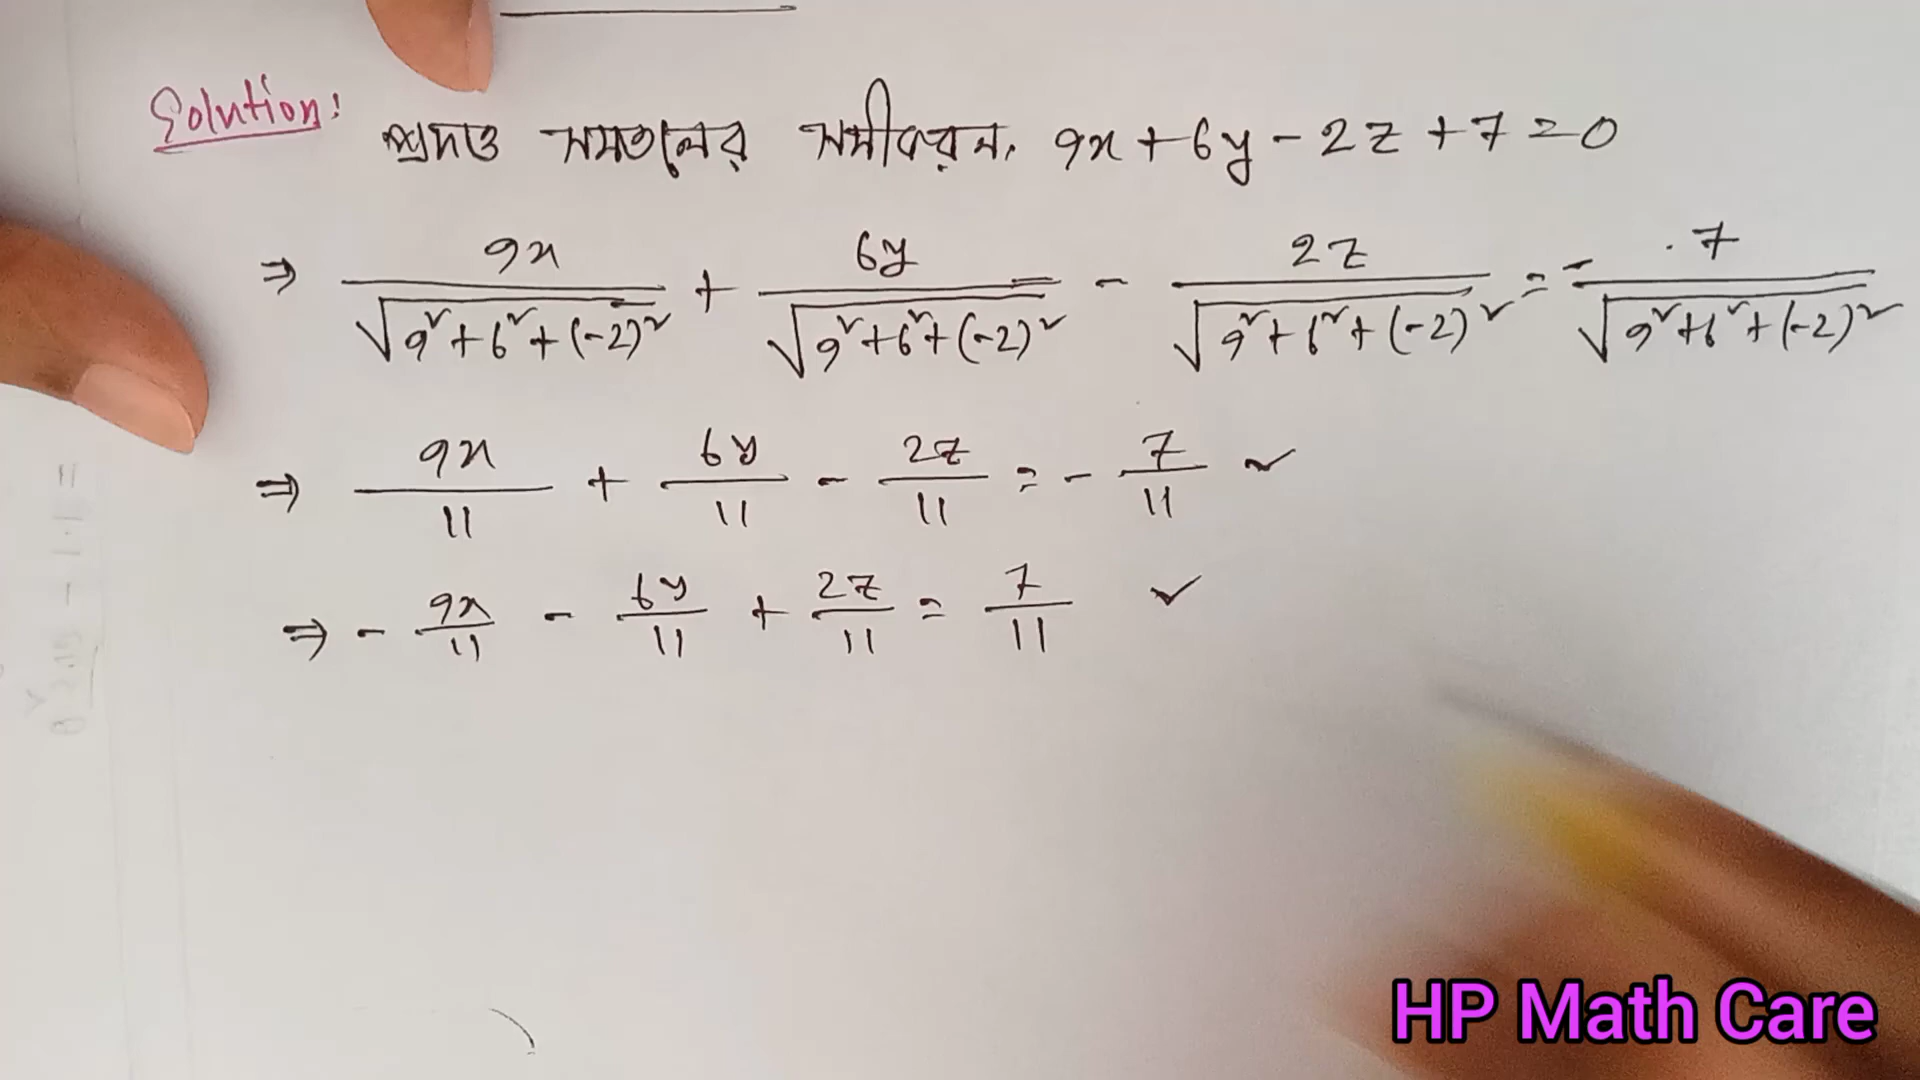 Solution: প্রদত্ত সমতলের সমীকরন, 9x + 6y - 2z + 7 = 0
⇒ 9x/√(9² + 6² + (-2)²) + 6y/√(9² + 6² + (-2)²) - 2z/√(9² + 6² + (-2)²) = - 7/√(9² + 6² + (-2)²)
⇒ 9x/11 + 6y/11 - 2z/11 = - 7/11 ✓
⇒ - 9x/11 - 6y/11 + 2z/11 = 7/11 ✓
HP Math Care